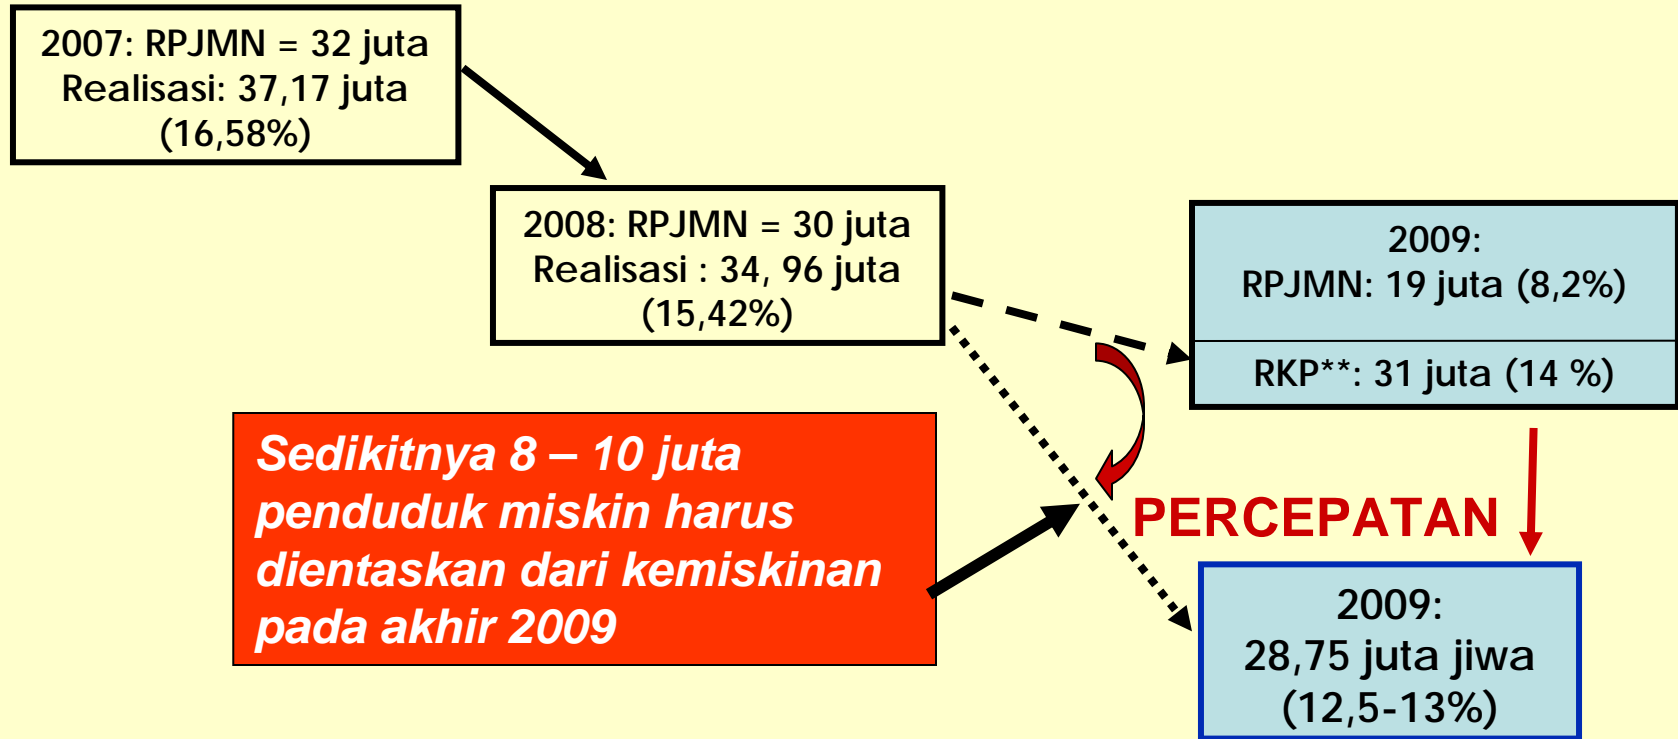 2007: RPJMN = 32 juta
Realisasi: 37,17 juta
(16,58%)
2008: RPJMN = 30 juta
Realisasi : 34, 96 juta
(15,42%)
2009:
RPJMN: 19 juta (8,2%)
RKP**: 31 juta (14 %)
Sedikitnya 8 – 10 juta
penduduk miskin harus
dientaskan dari kemiskinan
pada akhir 2009
PERCEPATAN
2009:
28,75 juta jiwa
(12,5-13%)